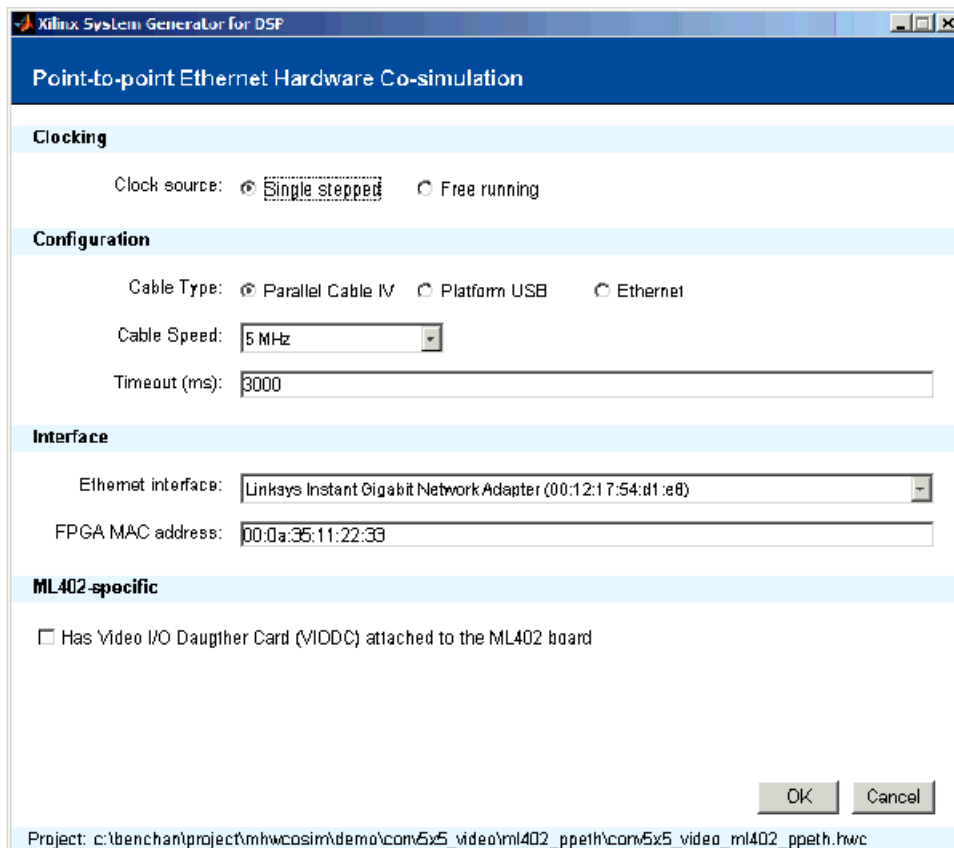 Xilinx System Generator for DSP
Point-to-point Ethernet Hardware Co-simulation
Clocking
Clock source: Single stepped Free running
Configuration
Cable Type: Parallel Cable IV Platform USB Ethernet
Cable Speed: 5 MHz
Timeout (ms): 3000
Interface
Ethernet interface: Linksys Instant Gigabit Network Adapter (00:12:17:54:d1:e8)
FPGA MAC address: 00:0a:35:11:22:33
ML402-specific
Has Video I/O Daugther Card (VIODC) attached to the ML402 board
OK Cancel
Project: c:\benchan\project\mhwcosim\demo\conv5x5_video\ml402_ppeth\conv5x5_video_ml402_ppeth.hwc